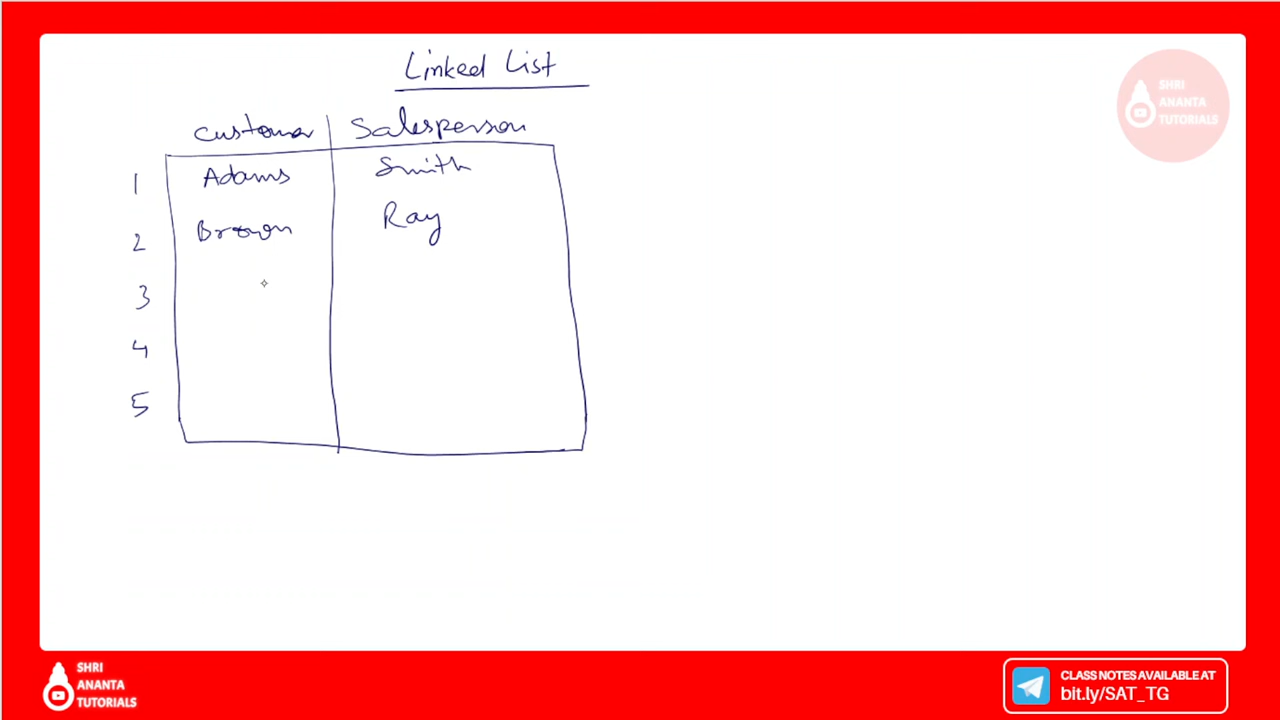 Linked List
Customer Salesperson
1 Adams Smith
2 Brown Ray
3
4
5
SHRI
ANANTA
TUTORIALS
SHRI
ANANTA
TUTORIALS
CLASS NOTES AVAILABLE AT
bit.ly/SAT_TG